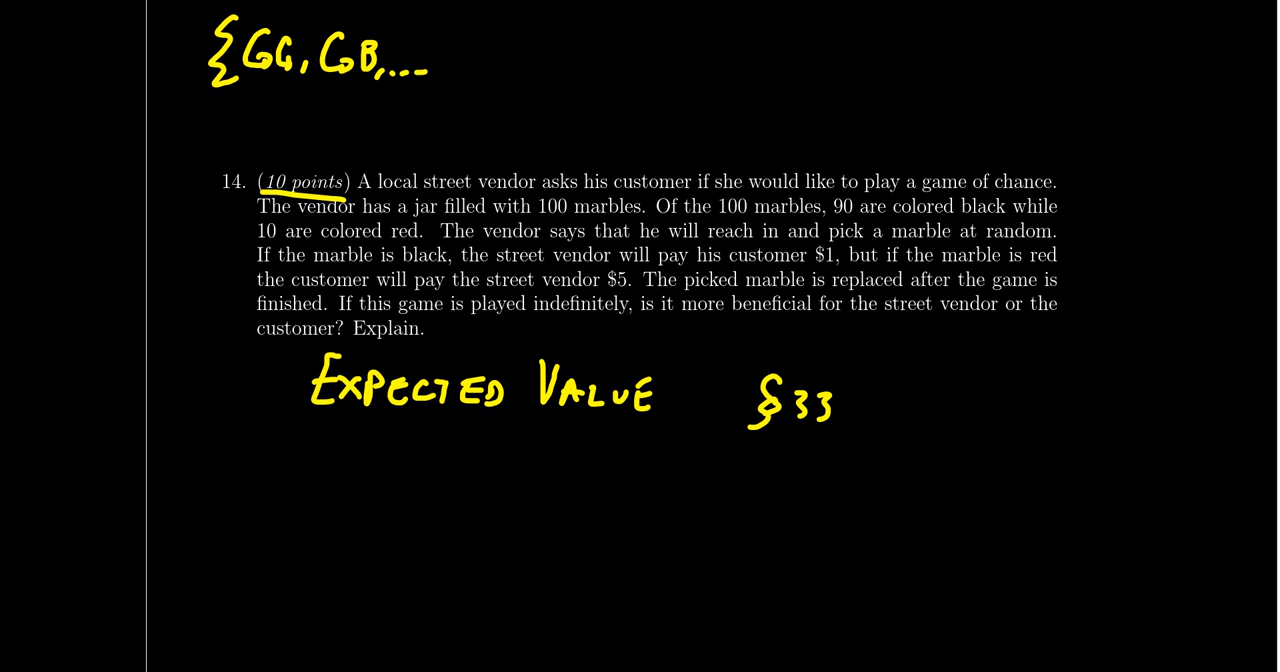 {GG, GB,...
14. (10 points) A local street vendor asks his customer if she would like to play a game of chance.
The vendor has a jar filled with 100 marbles. Of the 100 marbles, 90 are colored black while
10 are colored red. The vendor says that he will reach in and pick a marble at random.
If the marble is black, the street vendor will pay his customer $1, but if the marble is red
the customer will pay the street vendor $5. The picked marble is replaced after the game is
finished. If this game is played indefinitely, is it more beneficial for the street vendor or the
customer? Explain.
EXPECTED VALUE § 33